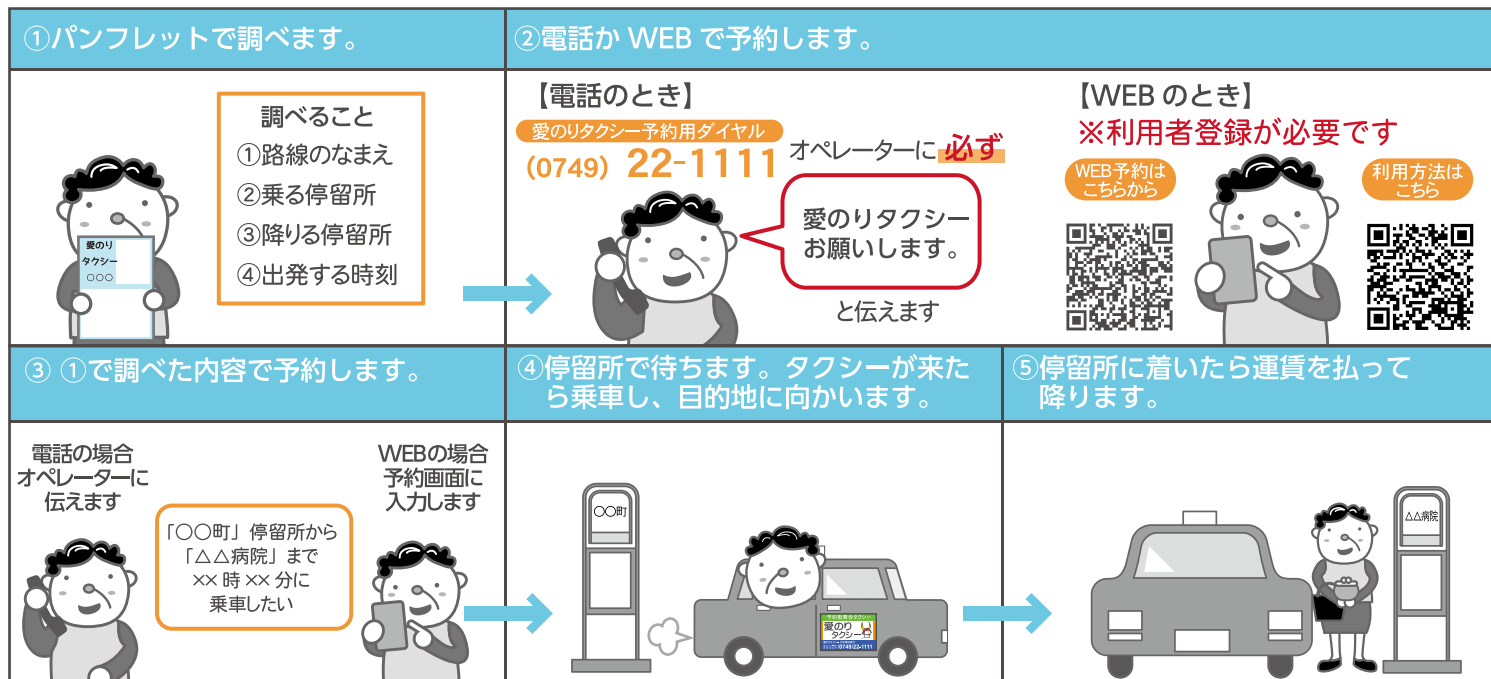 ①パンフレットで調べます。
調べること
①路線のなまえ
②乗る停留所
③降りる停留所
④出発する時刻
愛のり
タクシー
○○○
②電話か WEB で予約します。
【電話のとき】
愛のりタクシー予約用ダイヤル
(0749) 22-1111
オペレーターに 必ず
愛のりタクシー
お願いします。
と伝えます
【WEB のとき】
※利用者登録が必要です
WEB予約は
こちらから
利用方法は
こちら
③ ①で調べた内容で予約します。
電話の場合
オペレーターに
伝えます
「○○町」停留所から
「△△病院」まで
×× 時 ×× 分に
乗車したい
WEBの場合
予約画面に
入力します
④停留所で待ちます。タクシーが来た
ら乗車し、目的地に向かいます。
○○町
愛のり
タクシー
(0749)22-1111
⑤停留所に着いたら運賃を払って
降ります。
△△病院